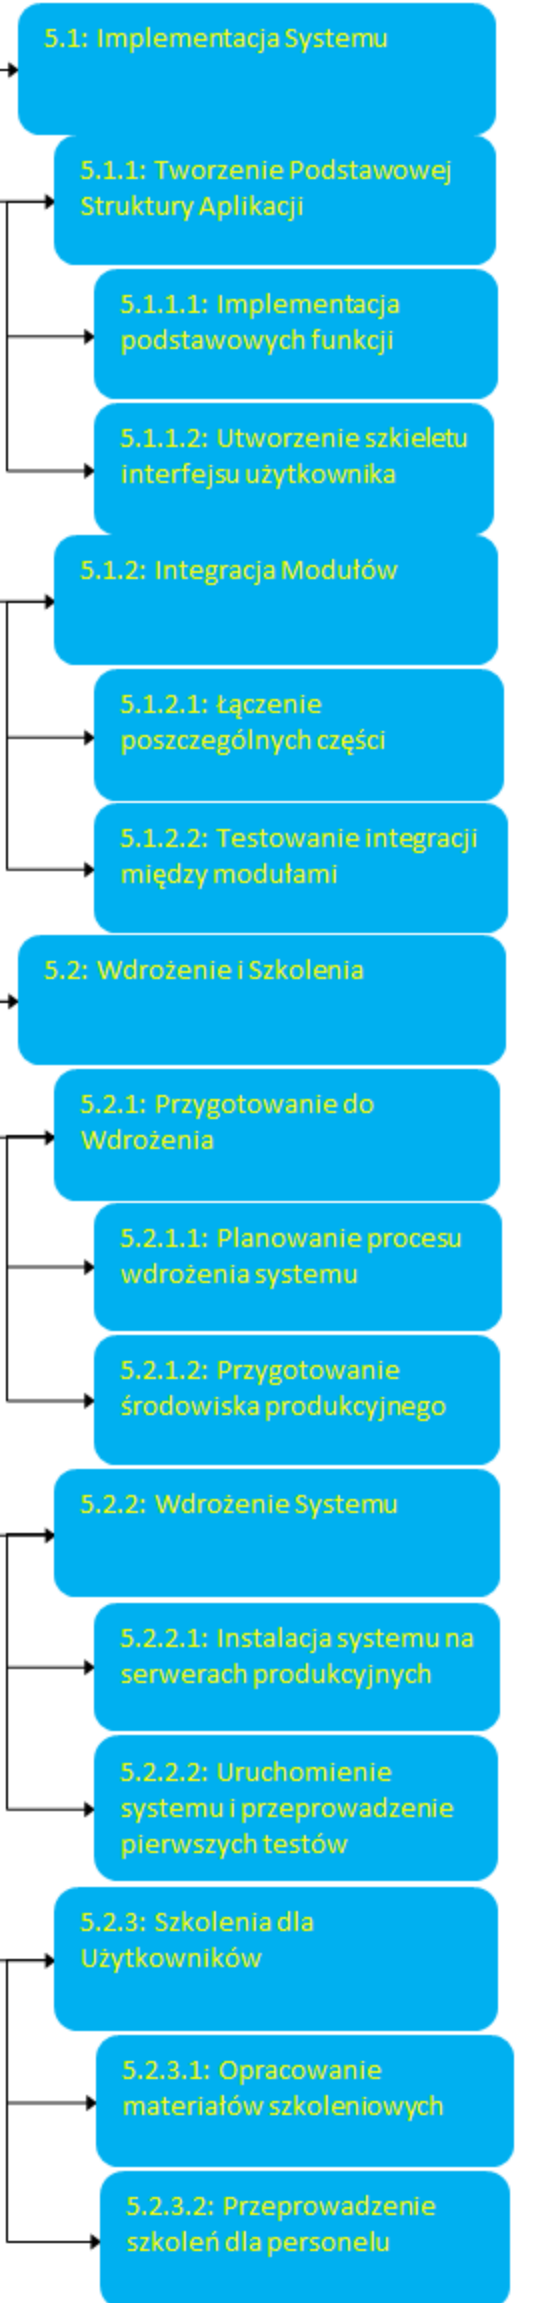 5.1: Implementacja Systemu
5.1.1: Tworzenie Podstawowej
Struktury Aplikacji
5.1.1.1: Implementacja
podstawowych funkcji
5.1.1.2: Utworzenie szkieletu
interfejsu użytkownika
5.1.2: Integracja Modułów
5.1.2.1: Łączenie
poszczególnych części
5.1.2.2: Testowanie integracji
między modułami
5.2: Wdrożenie i Szkolenia
5.2.1: Przygotowanie do
Wdrożenia
5.2.1.1: Planowanie procesu
wdrożenia systemu
5.2.1.2: Przygotowanie
środowiska produkcyjnego
5.2.2: Wdrożenie Systemu
5.2.2.1: Instalacja systemu na
serwerach produkcyjnych
5.2.2.2: Uruchomienie
systemu i przeprowadzenie
pierwszych testów
5.2.3: Szkolenia dla
Użytkowników
5.2.3.1: Opracowanie
materiałów szkoleniowych
5.2.3.2: Przeprowadzenie
szkoleń dla personelu